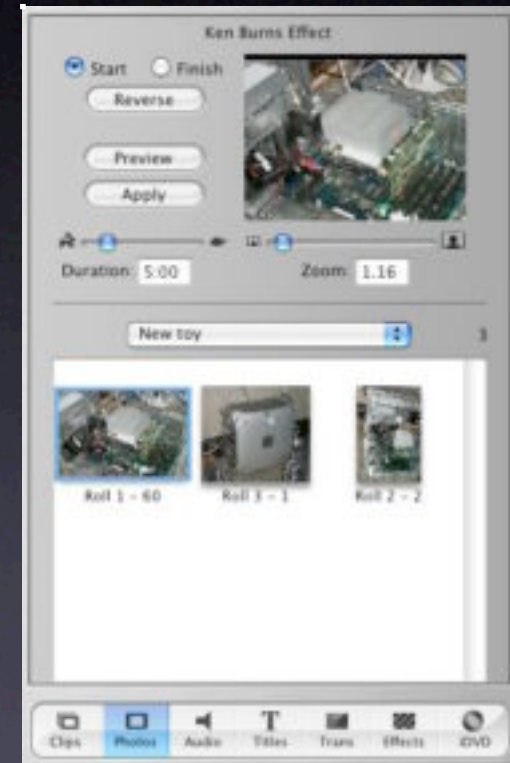 Ken Burns Effect
Start Finish
Reverse
Preview
Apply
Duration: 5:00 Zoom: 1.16
New toy
Roll 1 - 60 Roll 3 - 1 Roll 2 - 2
Clips Photos Audio Titles Trans Effects iDVD